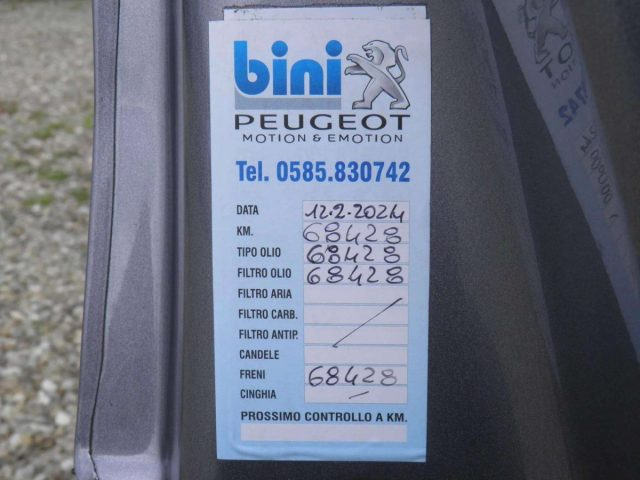 bini
PEUGEOT
MOTION & EMOTION
Tel. 0585.830742
DATA 12.2.2024
KM. 68428
TIPO OLIO 68428
FILTRO OLIO 68428
FILTRO ARIA
FILTRO CARB.
FILTRO ANTIP. /
CANDELE
FRENI 68428
CINGHIA –
PROSSIMO CONTROLLO A KM.